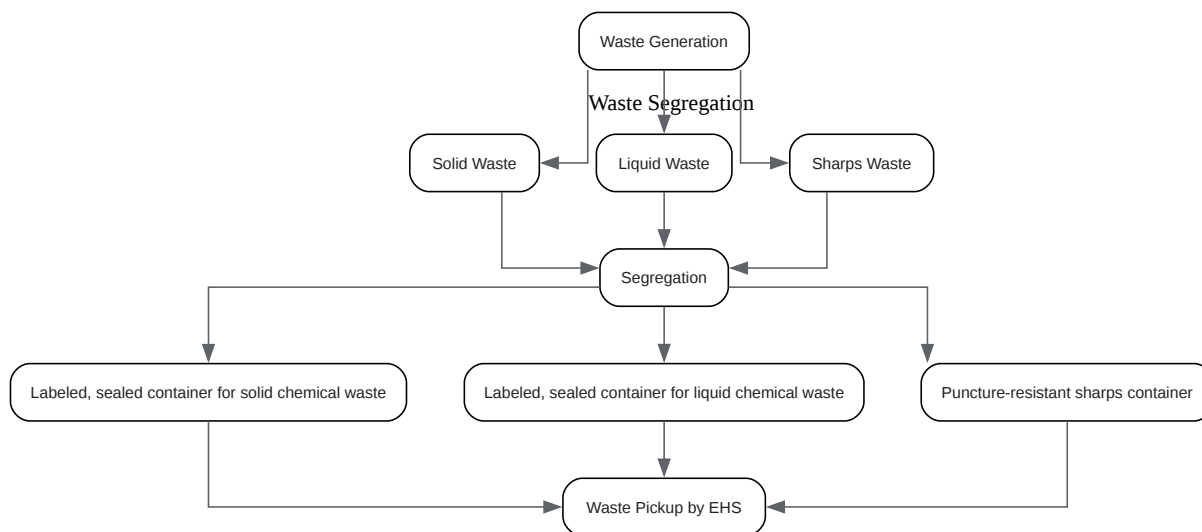 Waste Generation
Waste Segregation
Solid Waste
Liquid Waste
Sharps Waste
Segregation
Labeled, sealed container for solid chemical waste
Labeled, sealed container for liquid chemical waste
Puncture-resistant sharps container
Waste Pickup by EHS